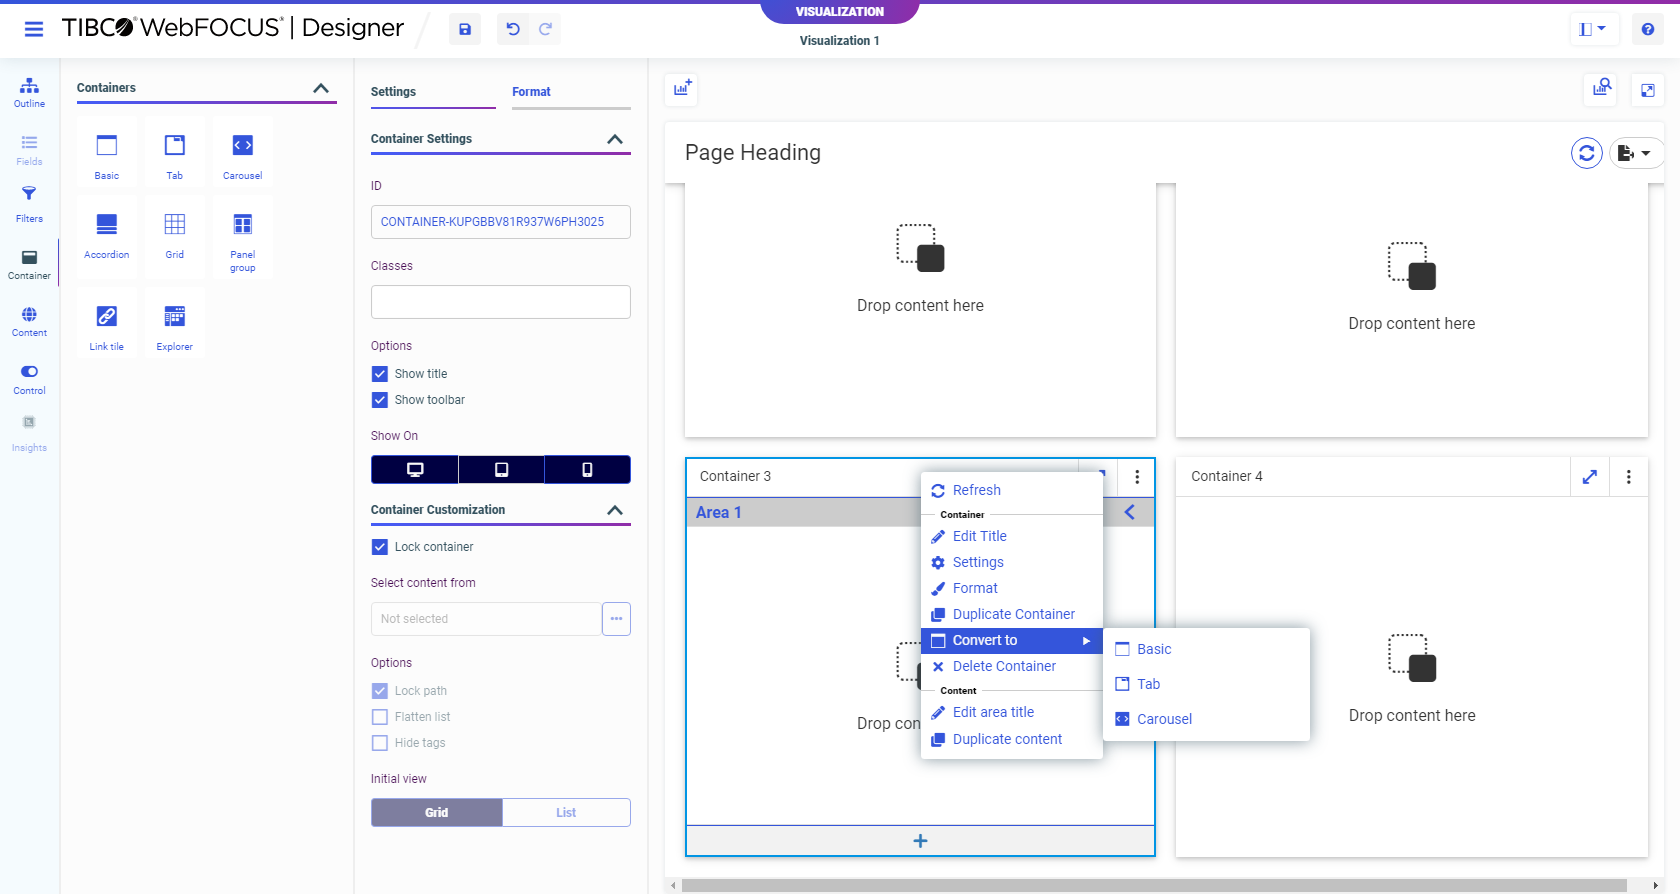 VISUALIZATION
TIBCO® WebFOCUS® | Designer
Visualization 1
Outline
Fields
Filters
Container
Content
Control
Insights
Containers
Basic
Tab
Carousel
Accordion
Grid
Panel
group
Link tile
Explorer
Settings
Format
Container Settings
ID
CONTAINER-KUPGBBV81R937W6PH3025
Classes
Options
Show title
Show toolbar
Show On
Container Customization
Lock container
Select content from
Not selected
Options
Lock path
Flatten list
Hide tags
Initial view
Grid
List
Page Heading
Drop content here
Drop content here
Container 3
Area 1
Drop con
Refresh
Container
Edit Title
Settings
Format
Duplicate Container
Convert to
Delete Container
Content
Edit area title
Duplicate content
Basic
Tab
Carousel
Container 4
Drop content here